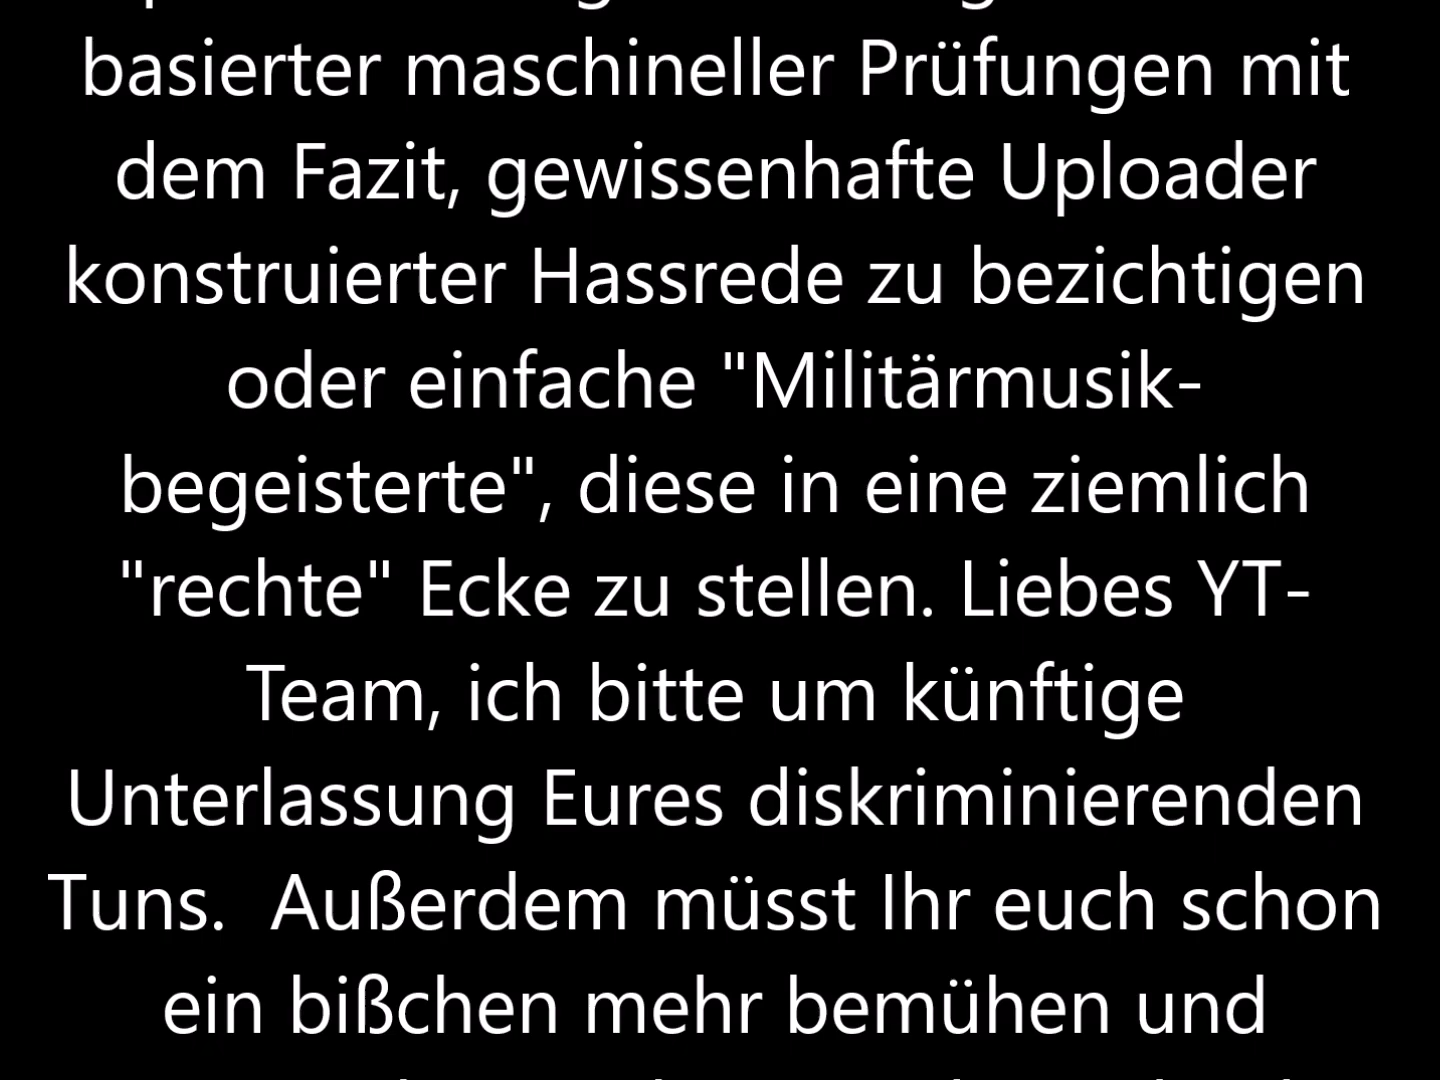 basierter maschineller Prüfungen mit
dem Fazit, gewissenhafte Uploader
konstruierter Hassrede zu bezichtigen
oder einfache "Militärmusik-
begeisterte", diese in eine ziemlich
"rechte" Ecke zu stellen. Liebes YT-
Team, ich bitte um künftige
Unterlassung Eures diskriminierenden
Tuns.  Außerdem müsst Ihr euch schon
ein bißchen mehr bemühen und